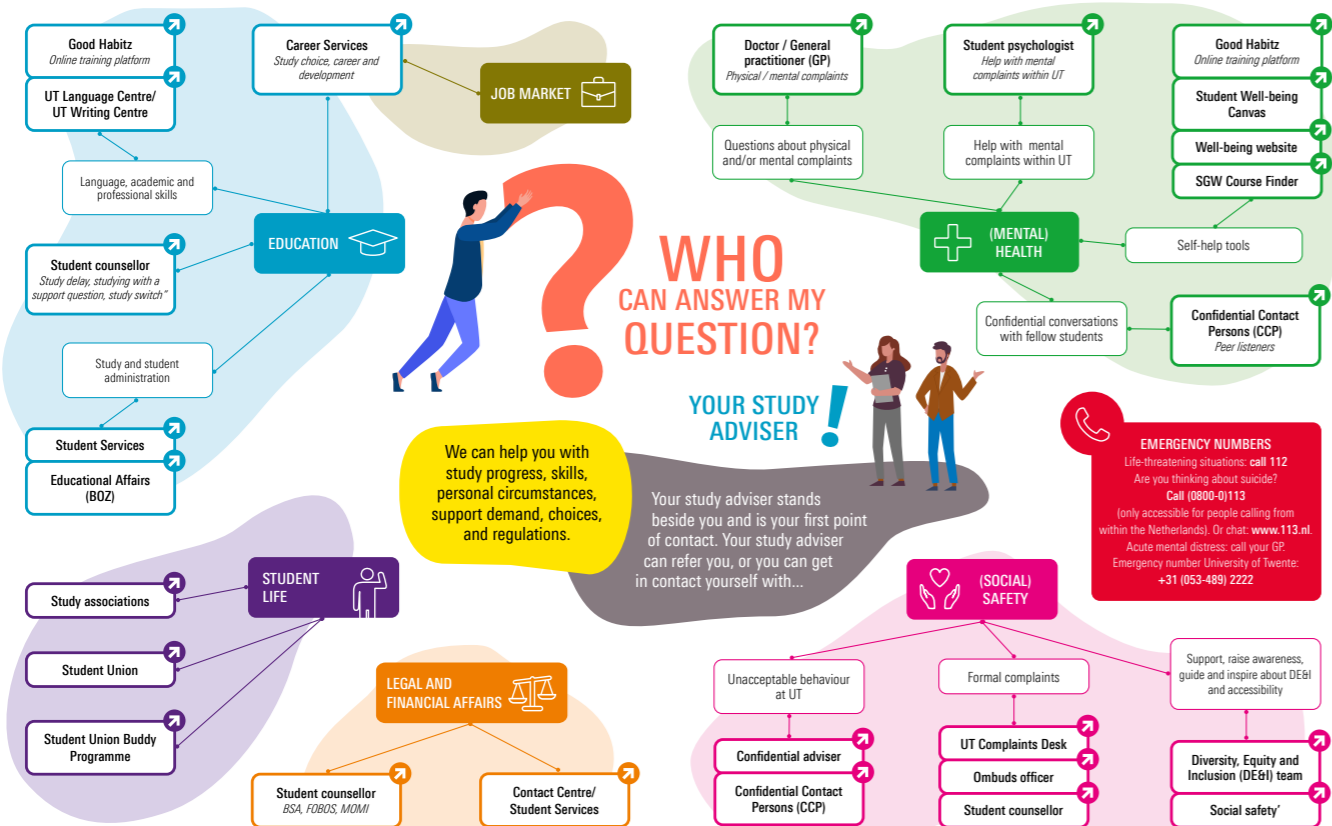 Good Habitz
Online training platform
UT Language Centre/
UT Writing Centre
Language, academic and
professional skills
Career Services
Study choice, career and
development
JOB MARKET
EDUCATION
Student counsellor
Study delay, studying with a
support question, study switch"
Study and student
administration
Student Services
Educational Affairs
(BOZ)
WHO
CAN ANSWER MY
QUESTION?
YOUR STUDY
ADVISER
!
We can help you with
study progress, skills,
personal circumstances,
support demand, choices,
and regulations.
Your study adviser stands
beside you and is your first point
of contact. Your study adviser
can refer you, or you can get
in contact yourself with...
Doctor / General
practitioner (GP)
Physical / mental complaints
Questions about physical
and/or mental complaints
Student psychologist
Help with mental
complaints within UT
Help with mental
complaints within UT
Good Habitz
Online training platform
Student Well-being
Canvas
Well-being website
SGW Course Finder
(MENTAL)
HEALTH
Self-help tools
Confidential conversations
with fellow students
Confidential Contact
Persons (CCP)
Peer listeners
EMERGENCY NUMBERS
Life-threatening situations: call 112
Are you thinking about suicide?
Call (0800-0)113
(only accessible for people calling from
within the Netherlands). Or chat: www.113.nl.
Acute mental distress: call your GP.
Emergency number University of Twente:
+31 (053-489) 2222
STUDENT
LIFE
Study associations
Student Union
Student Union Buddy
Programme
LEGAL AND
FINANCIAL AFFAIRS
Student counsellor
BSA, FOBOS, MOMI
Contact Centre/
Student Services
(SOCIAL)
SAFETY
Unacceptable behaviour
at UT
Confidential adviser
Confidential Contact
Persons (CCP)
Formal complaints
UT Complaints Desk
Ombuds officer
Student counsellor
Support, raise awareness,
guide and inspire about DE&I
and accessibility
Diversity, Equity and
Inclusion (DE&I) team
Social safety'